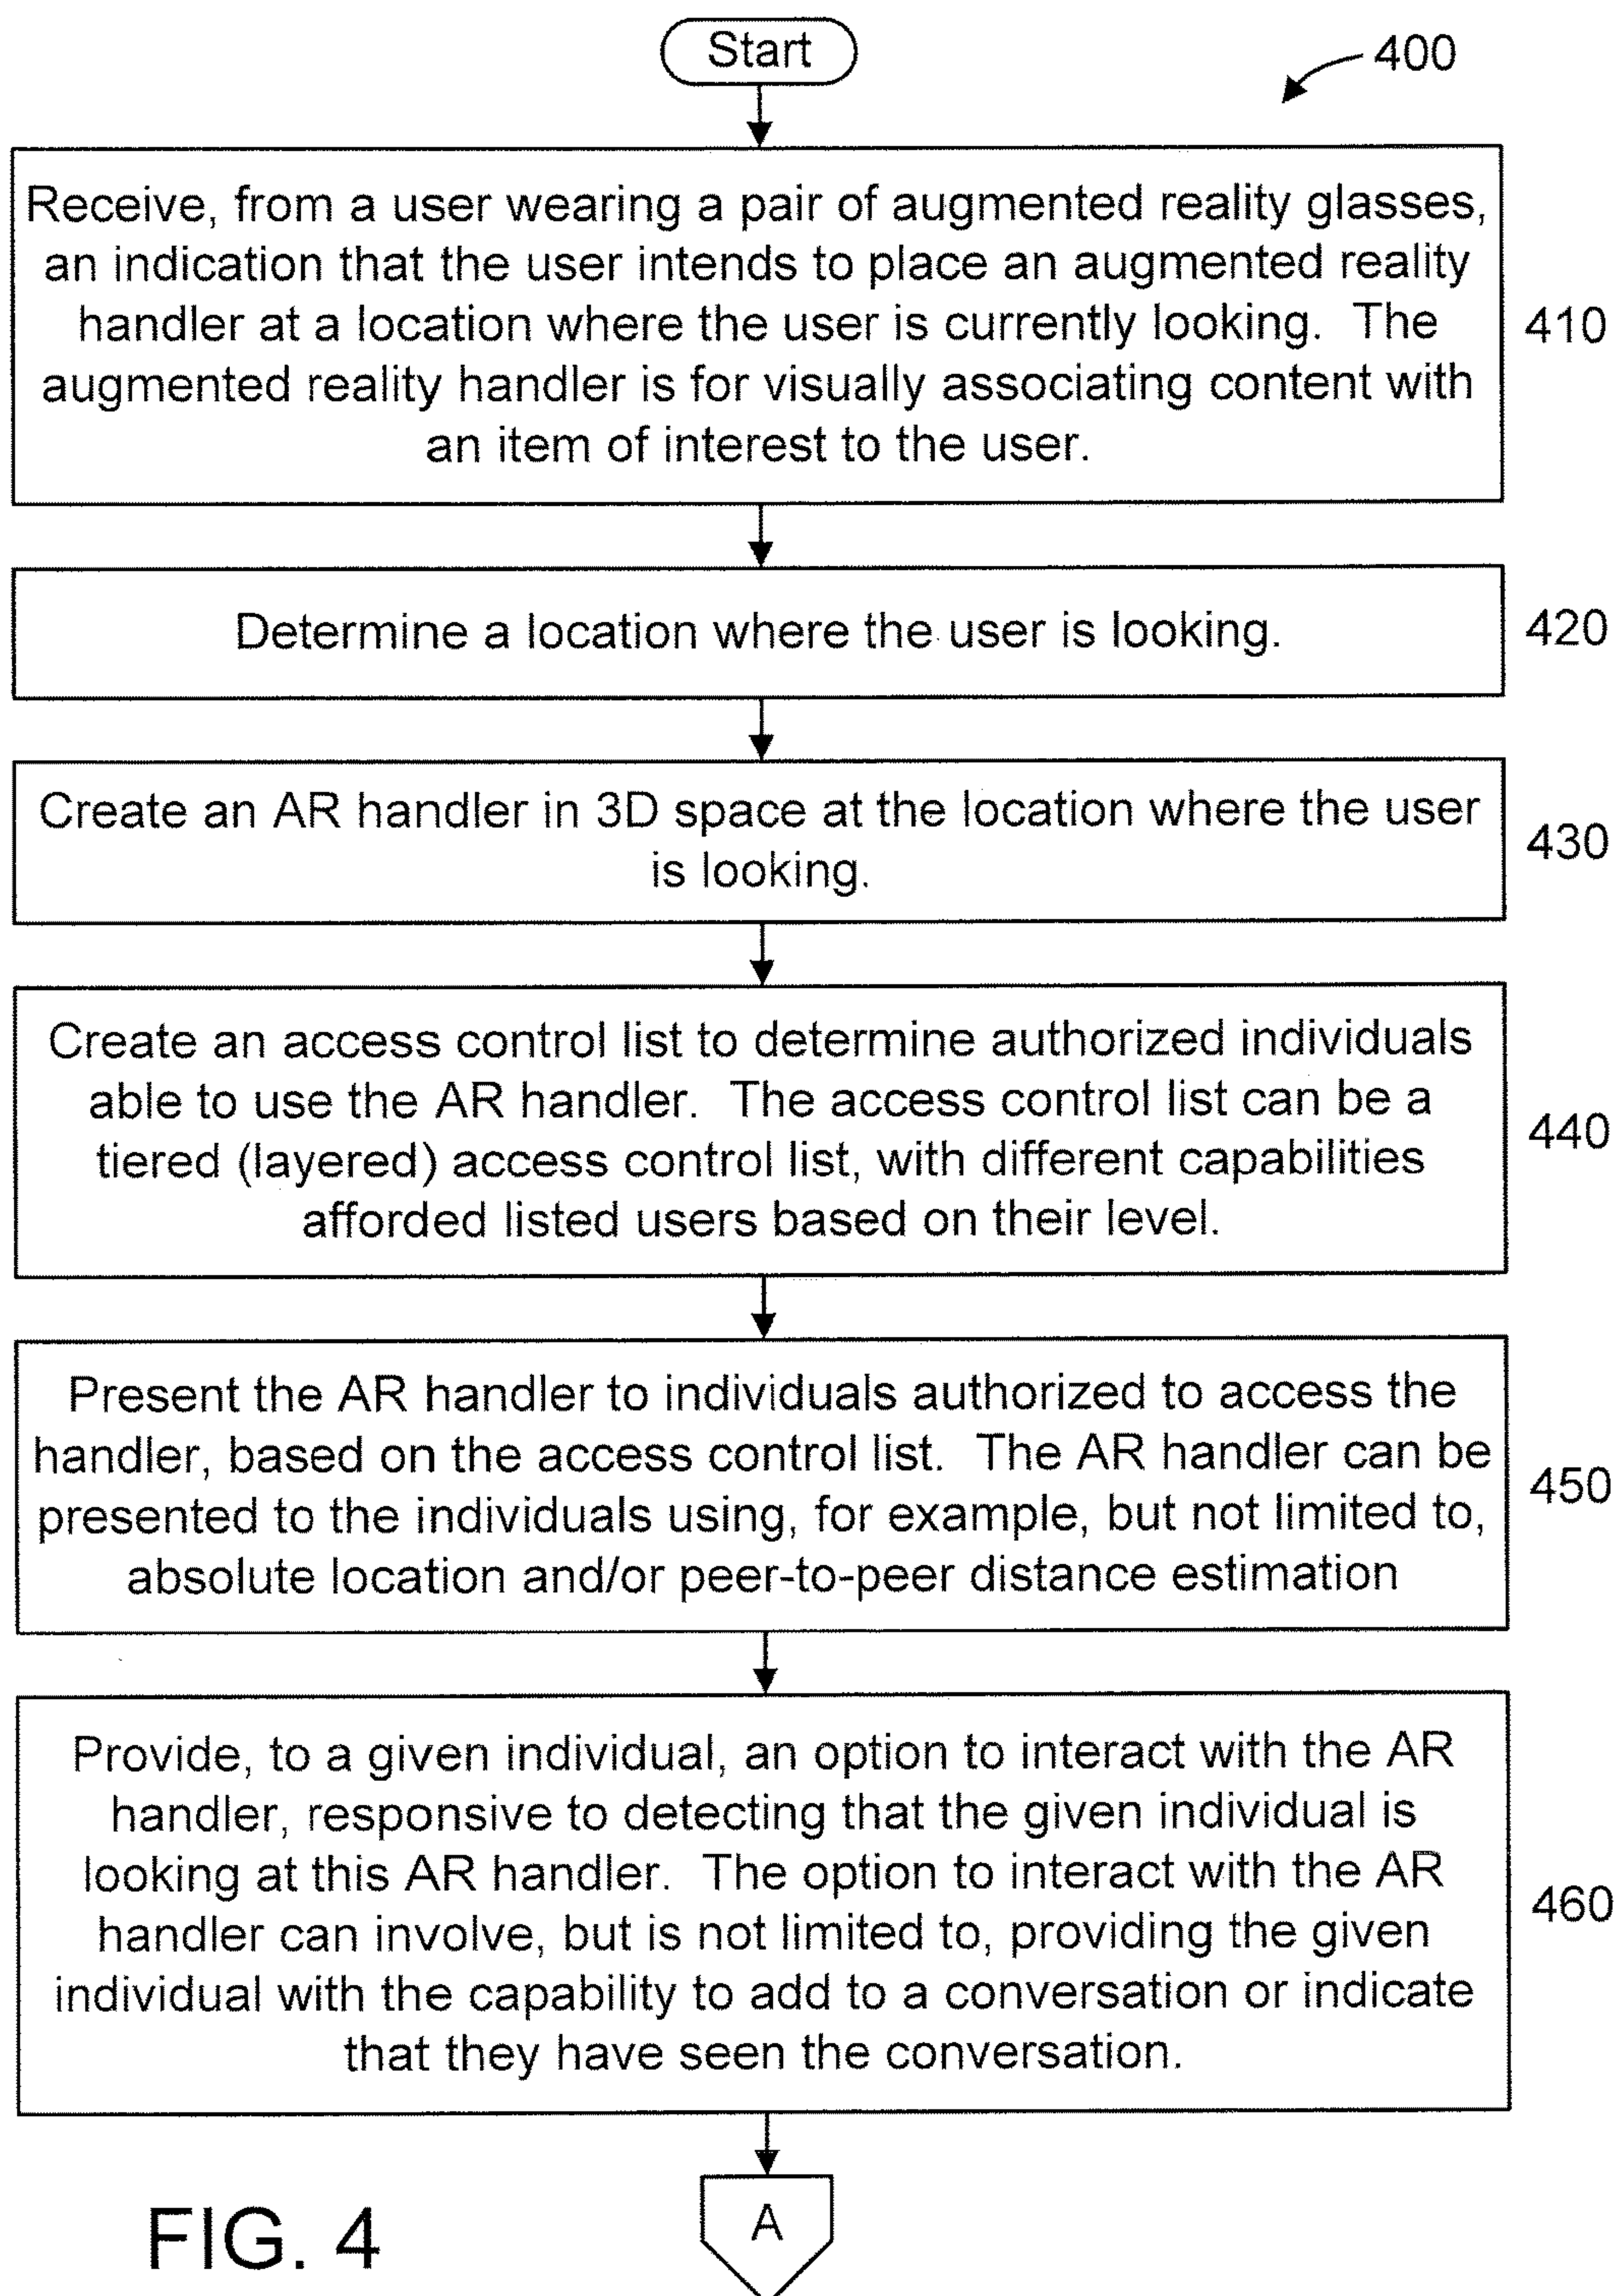 Start
400
Receive, from a user wearing a pair of augmented reality glasses,
an indication that the user intends to place an augmented reality
handler at a location where the user is currently looking. The
augmented reality handler is for visually associating content with
an item of interest to the user.
410
Determine a location where the user is looking.
420
Create an AR handler in 3D space at the location where the user
is looking.
430
Create an access control list to determine authorized individuals
able to use the AR handler. The access control list can be a
tiered (layered) access control list, with different capabilities
afforded listed users based on their level.
440
Present the AR handler to individuals authorized to access the
handler, based on the access control list. The AR handler can be
presented to the individuals using, for example, but not limited to,
absolute location and/or peer-to-peer distance estimation
450
Provide, to a given individual, an option to interact with the AR
handler, responsive to detecting that the given individual is
looking at this AR handler. The option to interact with the AR
handler can involve, but is not limited to, providing the given
individual with the capability to add to a conversation or indicate
that they have seen the conversation.
460
A
FIG. 4